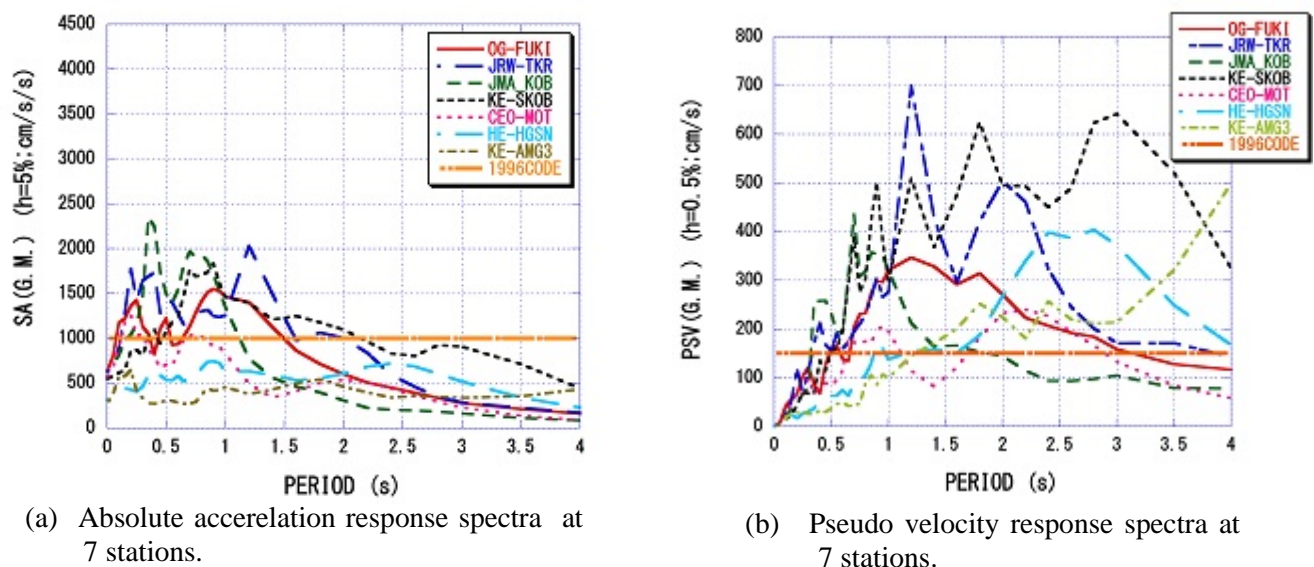 4500
4000
3500
3000
2500
2000
1500
1000
500
0
SA(G.M.) (h=5%;cm/s/s)
OG-FUKI
JRW-TKR
JMA_KOB
KE-SKOB
CEO-MOT
HE-HGSN
KE-AMG3
1996CODE
0 0.5 1 1.5 2 2.5 3 3.5 4
PERIOD (s)
(a) Absolute accerelation response spectra at
7 stations.
800
700
600
500
400
300
200
100
0
PSV(G.M.) (h=0.5%;cm/s)
OG-FUKI
JRW-TKR
JMA_KOB
KE-SKOB
CEO-MOT
HE-HGSN
KE-AMG3
1996CODE
0 0.5 1 1.5 2 2.5 3 3.5 4
PERIOD (s)
(b) Pseudo velocity response spectra at
7 stations.